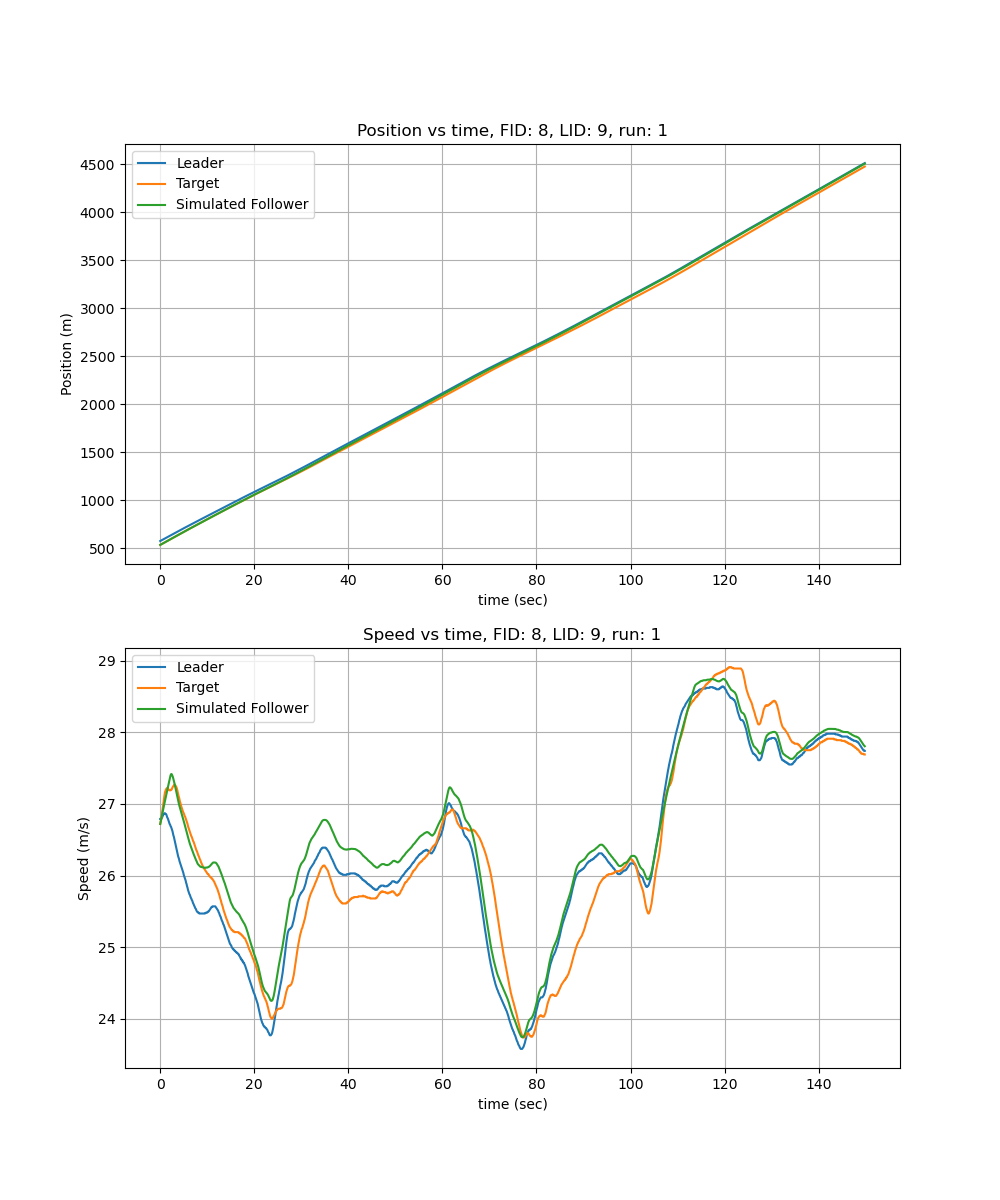 Position vs time, FID: 8, LID: 9, run: 1
Leader
Target
Simulated Follower
4500
4000
3500
3000
2500
2000
1500
1000
500
Position (m)
0 20 40 60 80 100 120 140
time (sec)
Speed vs time, FID: 8, LID: 9, run: 1
Leader
Target
Simulated Follower
29
28
27
26
25
24
Speed (m/s)
0 20 40 60 80 100 120 140
time (sec)